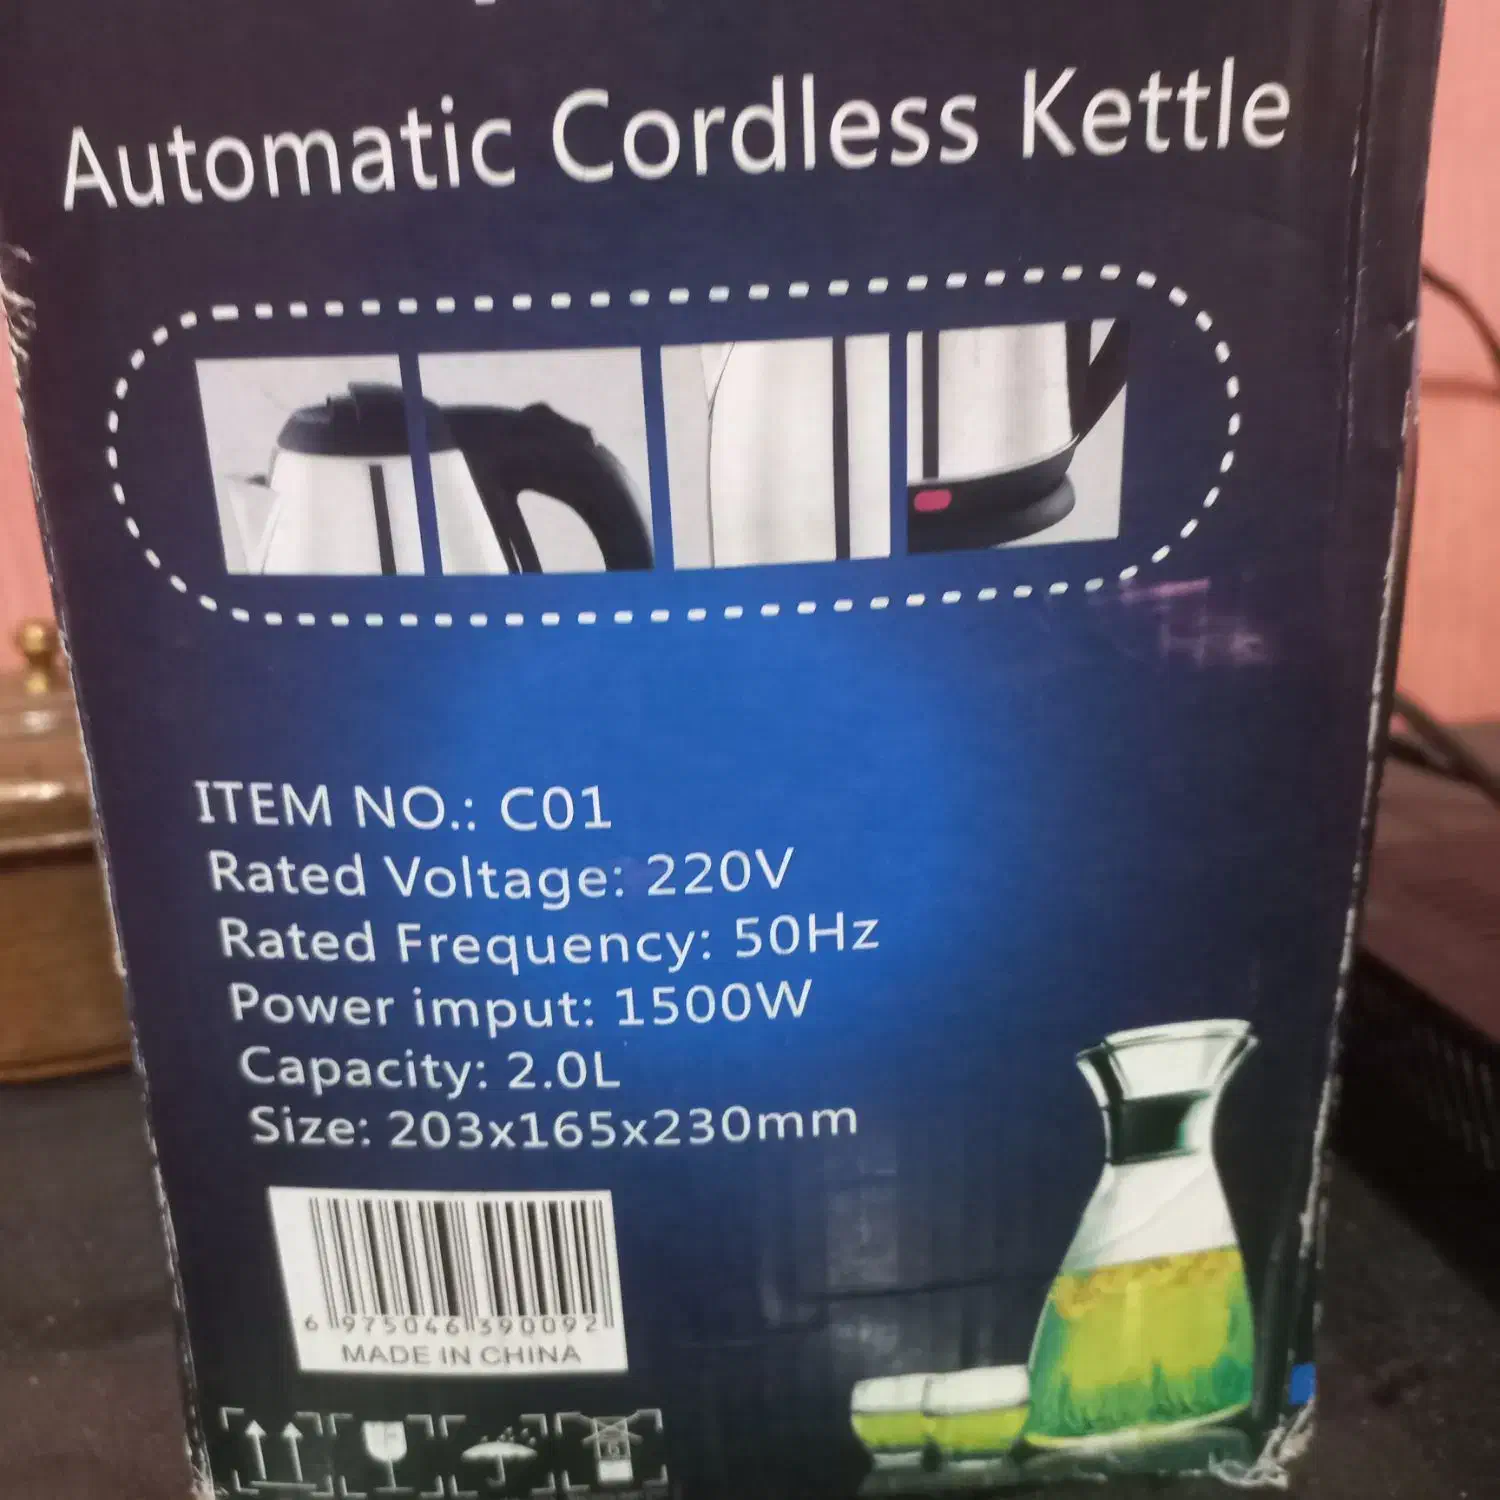 Automatic Cordless Kettle
ITEM NO.: C01
Rated Voltage: 220V
Rated Frequency: 50Hz
Power imput: 1500W
Capacity: 2.0L
Size: 203x165x230mm
6 975046 390092
MADE IN CHINA
6